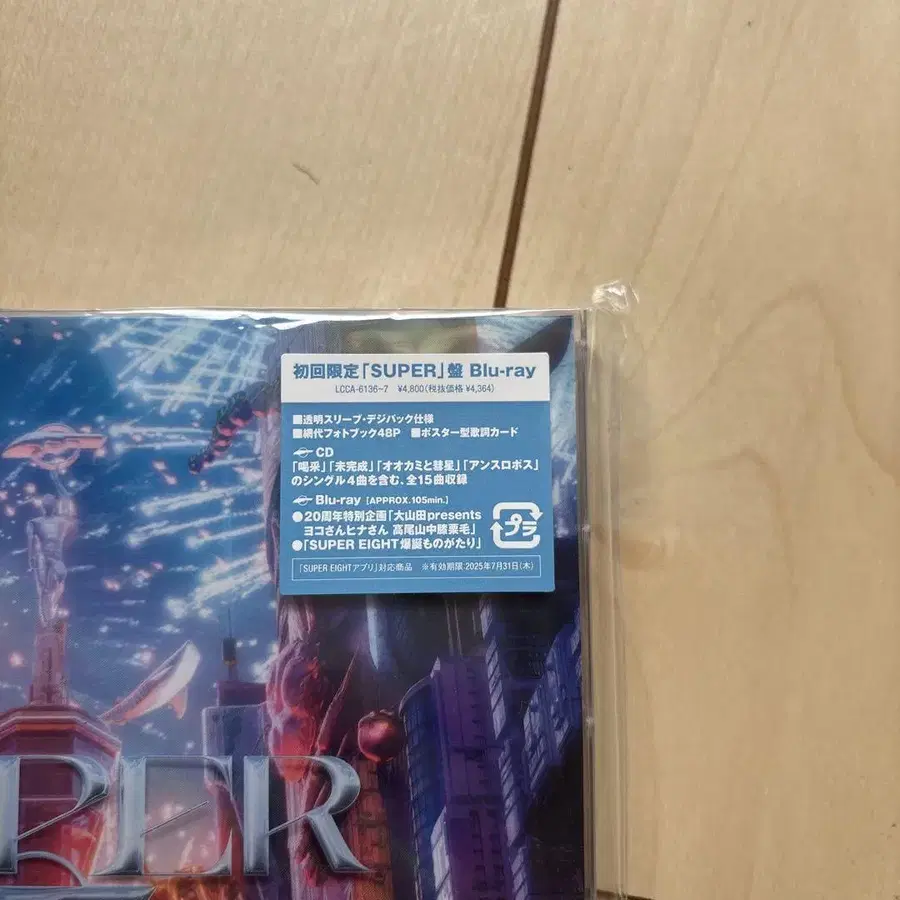 初回限定「SUPER」盤 Blu-ray
LCCA-6136~7 ¥4,800(税抜価格 ¥4,364)
■透明スリーブ・デジパック仕様
■網代フォトブック48P ■ポスター型歌詞カード
CD
「喝采」「未完成」「オオカミと彗星」「アンスロポス」
のシングル4曲を含む、全15曲収録
Blu-ray [APPROX.105min.]
●20周年特別企画「大山田presents
ヨコさんヒナさん 高尾山中膝栗毛」
●「SUPER EIGHT爆誕ものがたり」
プラ
「SUPER EIGHTアプリ」対応商品 ※有効期限:2025年7月31日(木)
PER